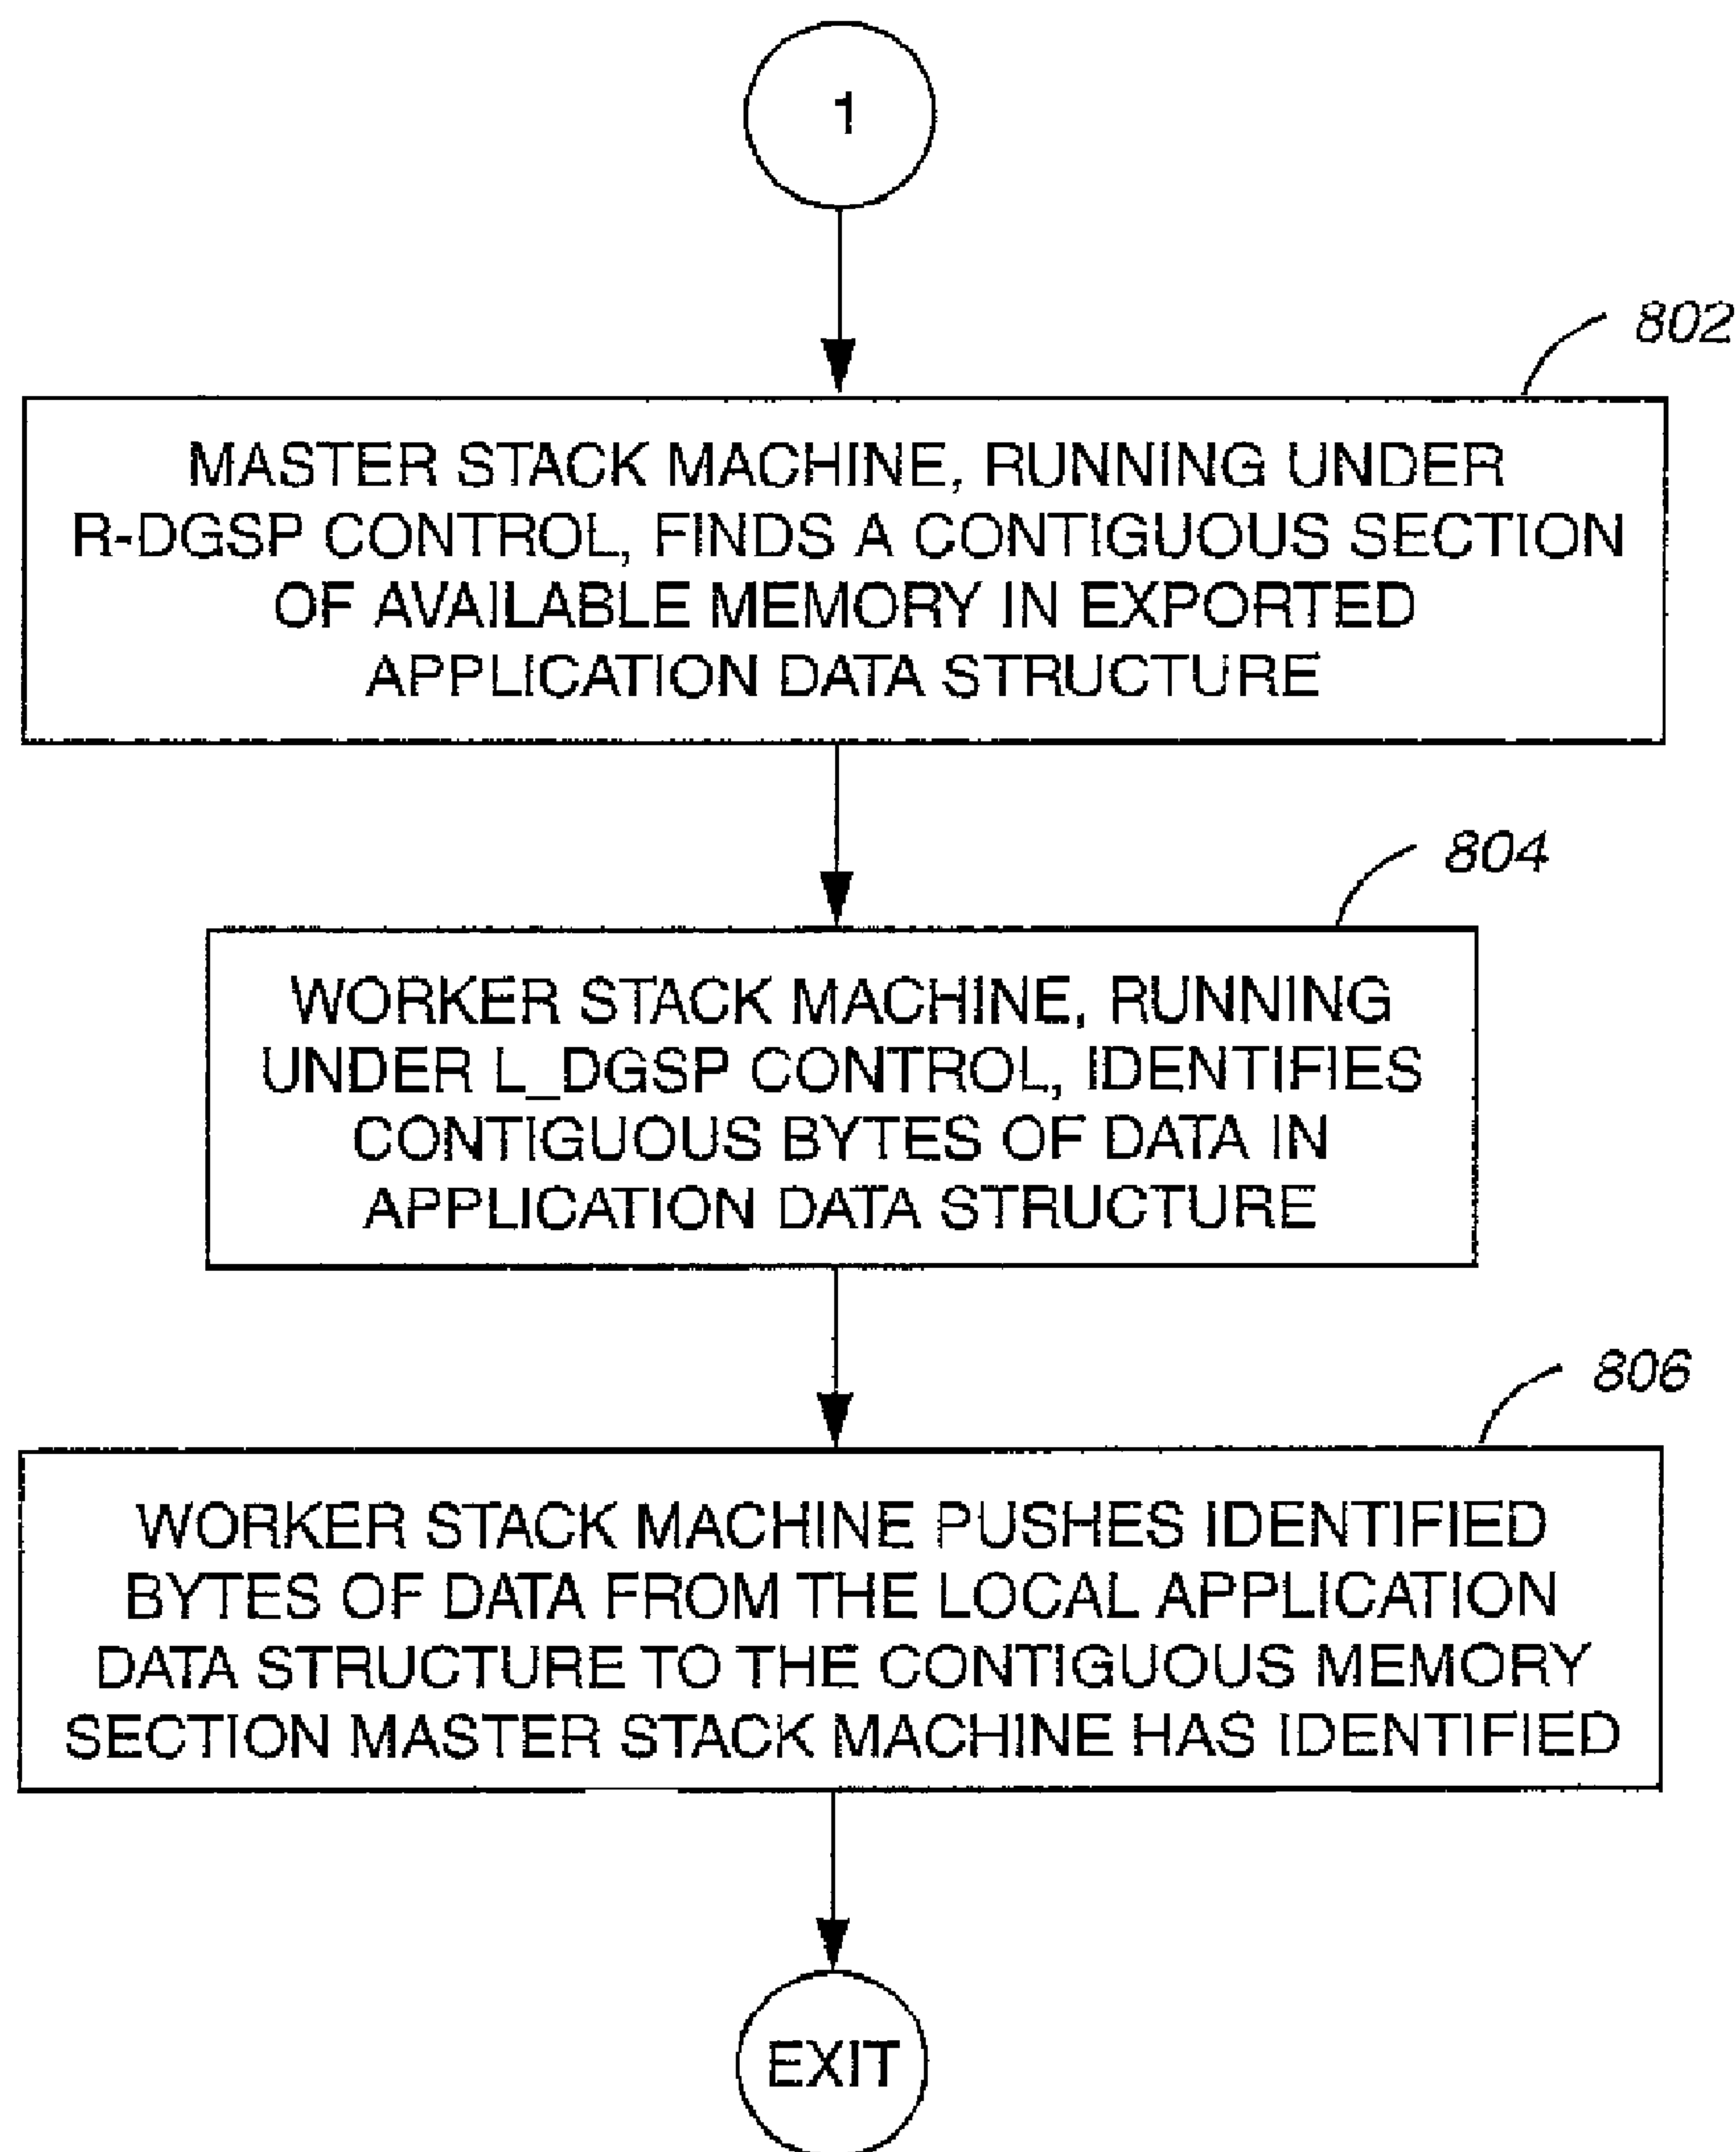 1
802
MASTER STACK MACHINE, RUNNING UNDER
R-DGSP CONTROL, FINDS A CONTIGUOUS SECTION
OF AVAILABLE MEMORY IN EXPORTED
APPLICATION DATA STRUCTURE
804
WORKER STACK MACHINE, RUNNING
UNDER L_DGSP CONTROL, IDENTIFIES
CONTIGUOUS BYTES OF DATA IN
APPLICATION DATA STRUCTURE
806
WORKER STACK MACHINE PUSHES IDENTIFIED
BYTES OF DATA FROM THE LOCAL APPLICATION
DATA STRUCTURE TO THE CONTIGUOUS MEMORY
SECTION MASTER STACK MACHINE HAS IDENTIFIED
EXIT